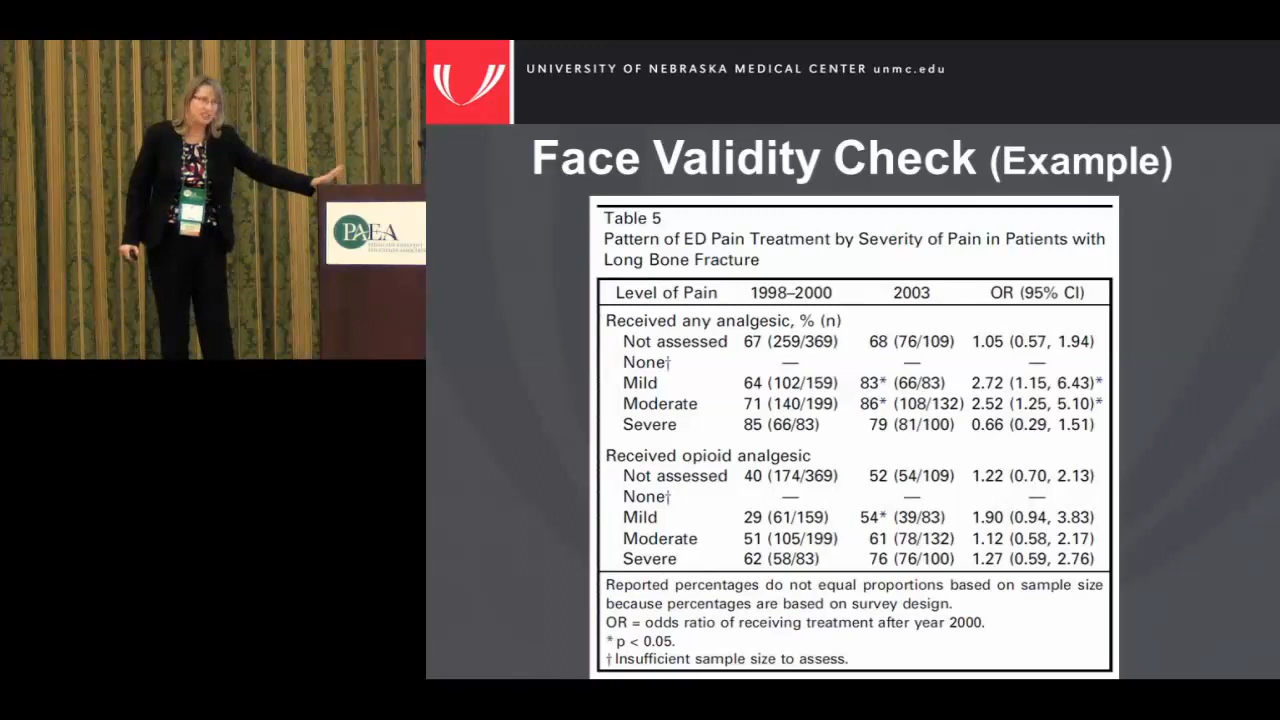 UNIVERSITY OF NEBRASKA MEDICAL CENTER unmc.edu
Face Validity Check (Example)
PAEA
Table 5
Pattern of ED Pain Treatment by Severity of Pain in Patients with
Long Bone Fracture
Level of Pain 1998–2000 2003 OR (95% CI)
Received any analgesic, % (n)
Not assessed 67 (259/369) 68 (76/109) 1.05 (0.57, 1.94)
None† — — —
Mild 64 (102/159) 83* (66/83) 2.72 (1.15, 6.43)*
Moderate 71 (140/199) 86* (108/132) 2.52 (1.25, 5.10)*
Severe 85 (66/83) 79 (81/100) 0.66 (0.29, 1.51)
Received opioid analgesic
Not assessed 40 (174/369) 52 (54/109) 1.22 (0.70, 2.13)
None† — — —
Mild 29 (61/159) 54* (39/83) 1.90 (0.94, 3.83)
Moderate 51 (105/199) 61 (78/132) 1.12 (0.58, 2.17)
Severe 62 (58/83) 76 (76/100) 1.27 (0.59, 2.76)
Reported percentages do not equal proportions based on sample size
because percentages are based on survey design.
OR = odds ratio of receiving treatment after year 2000.
* p < 0.05.
† Insufficient sample size to assess.